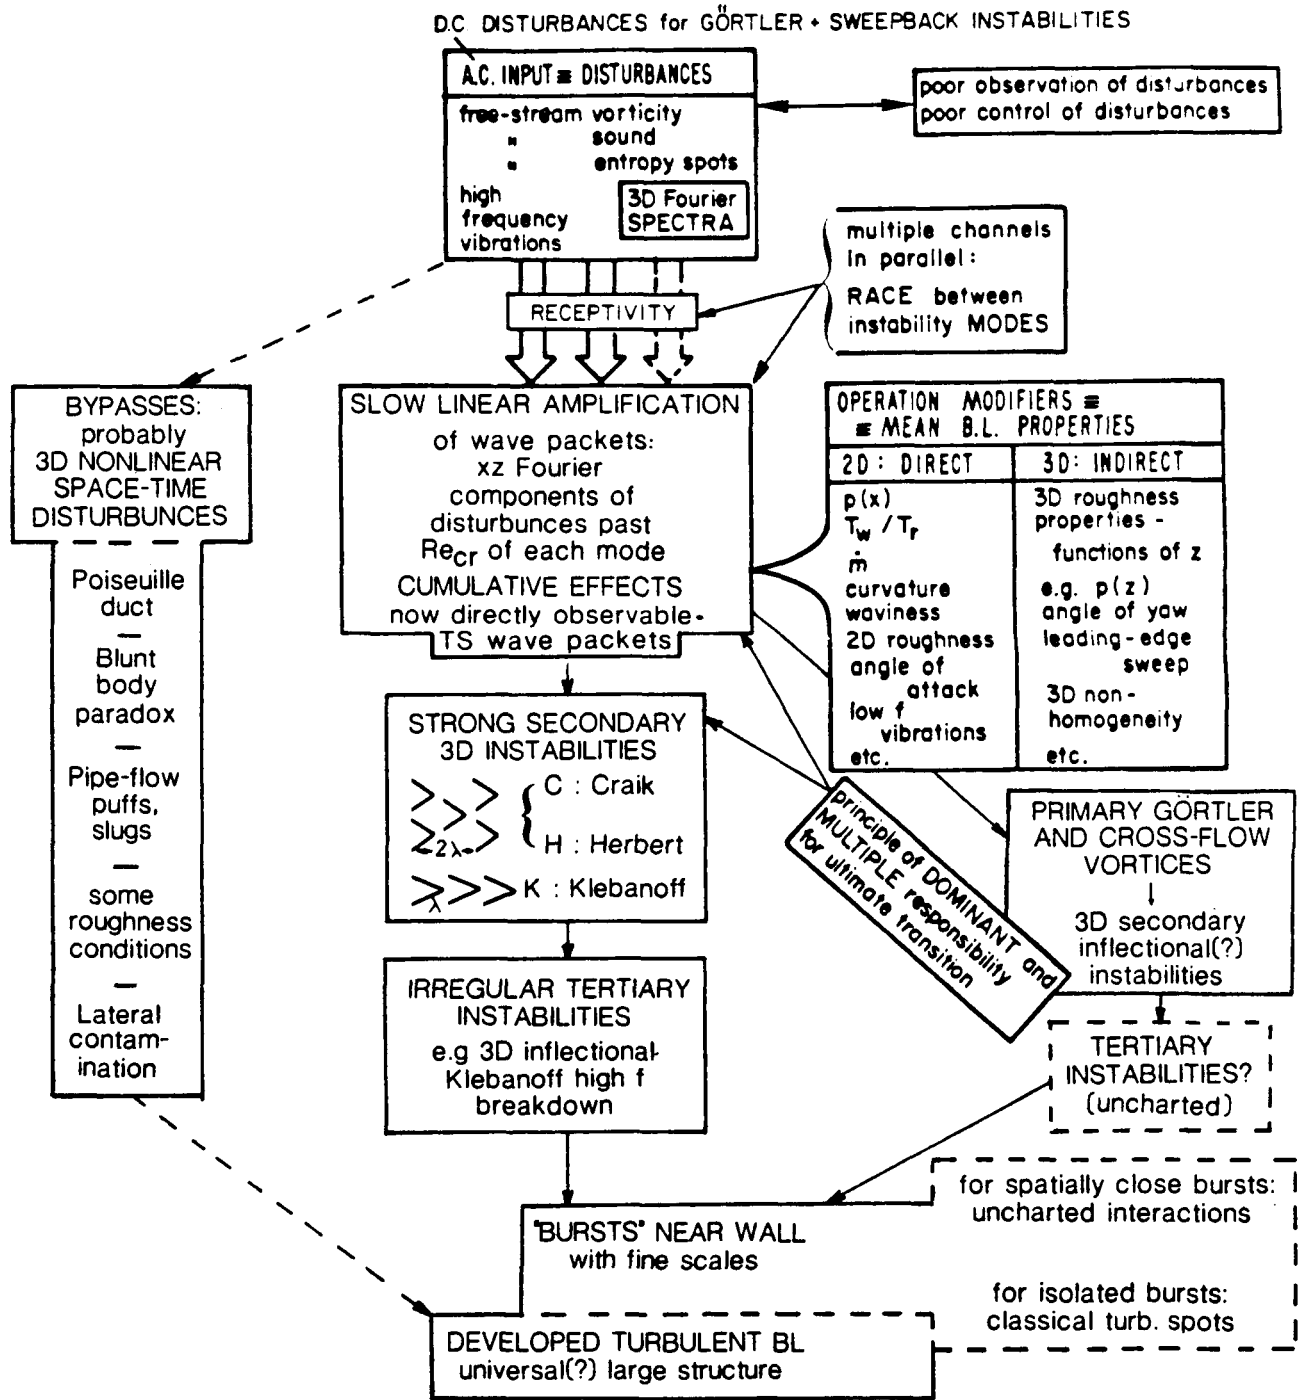 D.C. DISTURBANCES for GÖRTLER + SWEEPBACK INSTABILITIES
A.C. INPUT ≡ DISTURBANCES
free-stream vorticity
" sound
" entropy spots
high
frequency
vibrations
3D Fourier
SPECTRA
poor observation of disturbances
poor control of disturbances
multiple channels
in parallel:
RACE between
instability MODES
RECEPTIVITY
BYPASSES:
probably
3D NONLINEAR
SPACE-TIME
DISTURBUNCES
Poiseuille
duct
—
Blunt
body
paradox
—
Pipe-flow
puffs,
slugs
—
some
roughness
conditions
—
Lateral
contam-
ination
SLOW LINEAR AMPLIFICATION
of wave packets:
xz Fourier
components of
disturbunces past
Re_cr of each mode
CUMULATIVE EFFECTS
now directly observable-
TS wave packets
OPERATION MODIFIERS ≡
≡ MEAN B.L. PROPERTIES
2D: DIRECT
p(x)
T_w / T_r
ṁ
curvature
waviness
2D roughness
angle of
attack
low f
vibrations
etc.
3D: INDIRECT
3D roughness
properties -
functions of z
e.g. p(z)
angle of yaw
leading-edge
sweep
3D non-
homogeneity
etc.
STRONG SECONDARY
3D INSTABILITIES
C : Craik
2λ
H : Herbert
λ
K : Klebanoff
principle of DOMINANT and
MULTIPLE responsibility
for ultimate transition
PRIMARY GÖRTLER
AND CROSS-FLOW
VORTICES
↓
3D secondary
inflectional(?)
instabilities
IRREGULAR TERTIARY
INSTABILITIES
e.g 3D inflectional-
Klebanoff high f
breakdown
TERTIARY
INSTABILITIES?
(uncharted)
"BURSTS" NEAR WALL
with fine scales
for spatially close bursts:
uncharted interactions
for isolated bursts:
classical turb. spots
DEVELOPED TURBULENT BL
universal(?) large structure